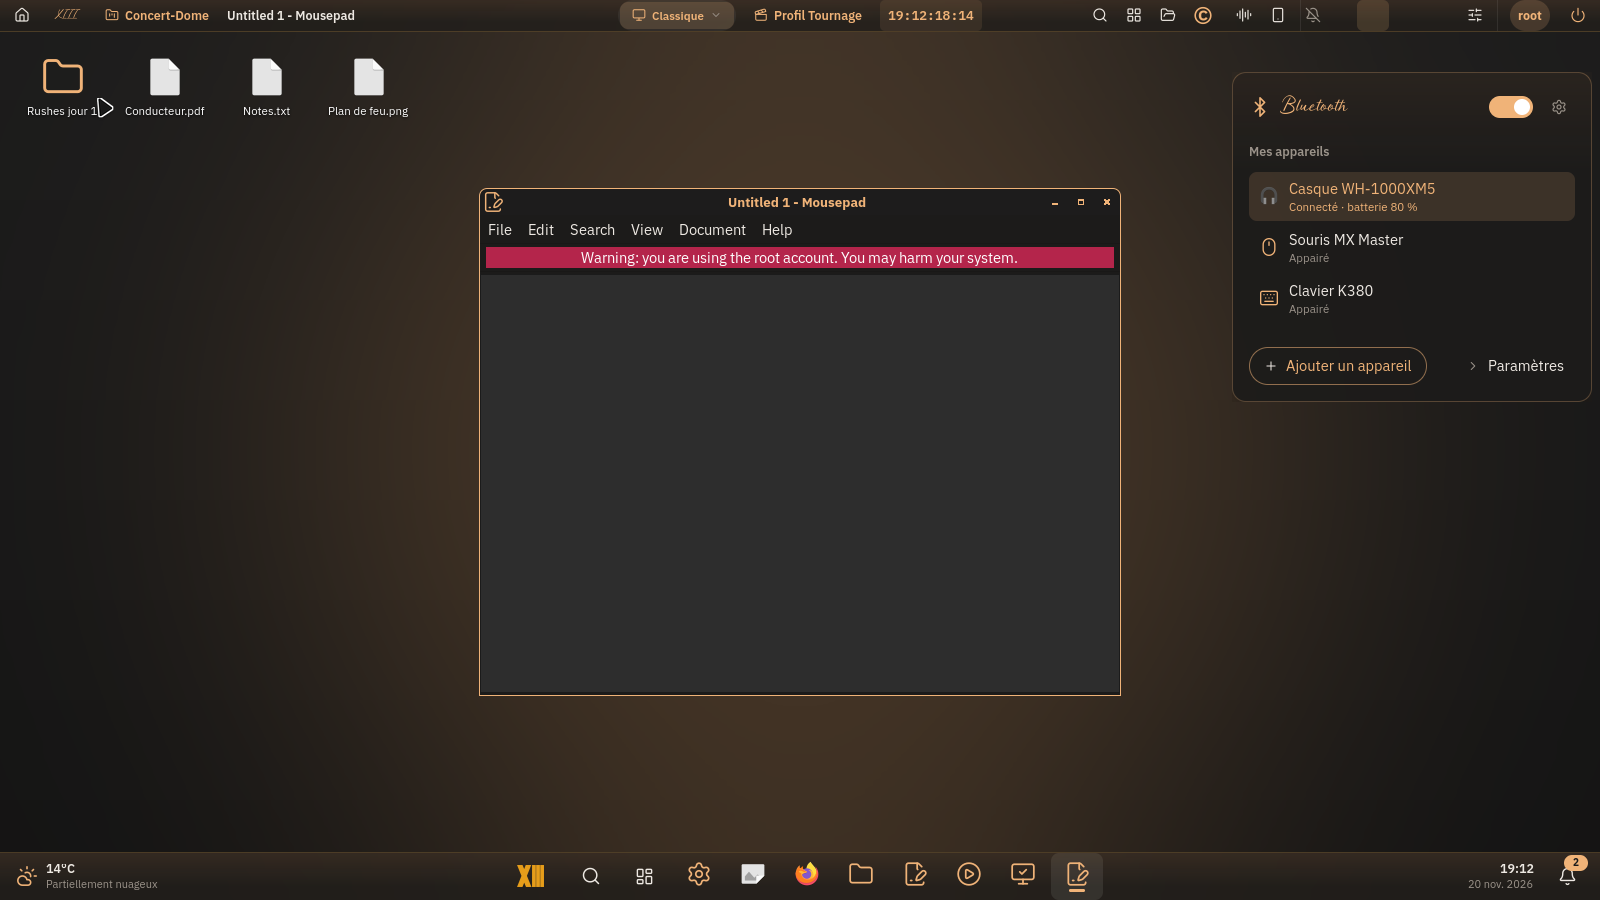 Concert-Dome
Untitled 1 - Mousepad
Classique
Profil Tournage
19:12:18:14
root
Rushes jour 1
Conducteur.pdf
Notes.txt
Plan de feu.png
Untitled 1 - Mousepad
File Edit Search View Document Help
Warning: you are using the root account. You may harm your system.
Bluetooth
Mes appareils
Casque WH-1000XM5
Connecté · batterie 80 %
Souris MX Master
Appairé
Clavier K380
Appairé
Ajouter un appareil
Paramètres
14°C
Partiellement nuageux
XIII
19:12
20 nov. 2026
2